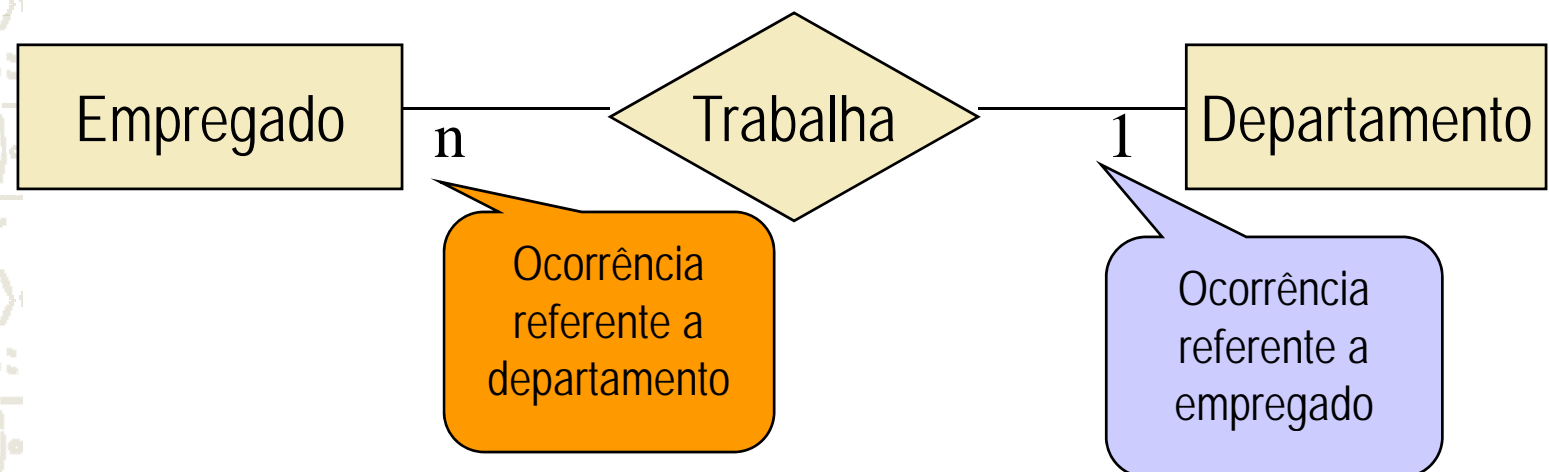 Empregado
n
Trabalha
1
Departamento
Ocorrência
referente a
departamento
Ocorrência
referente a
empregado